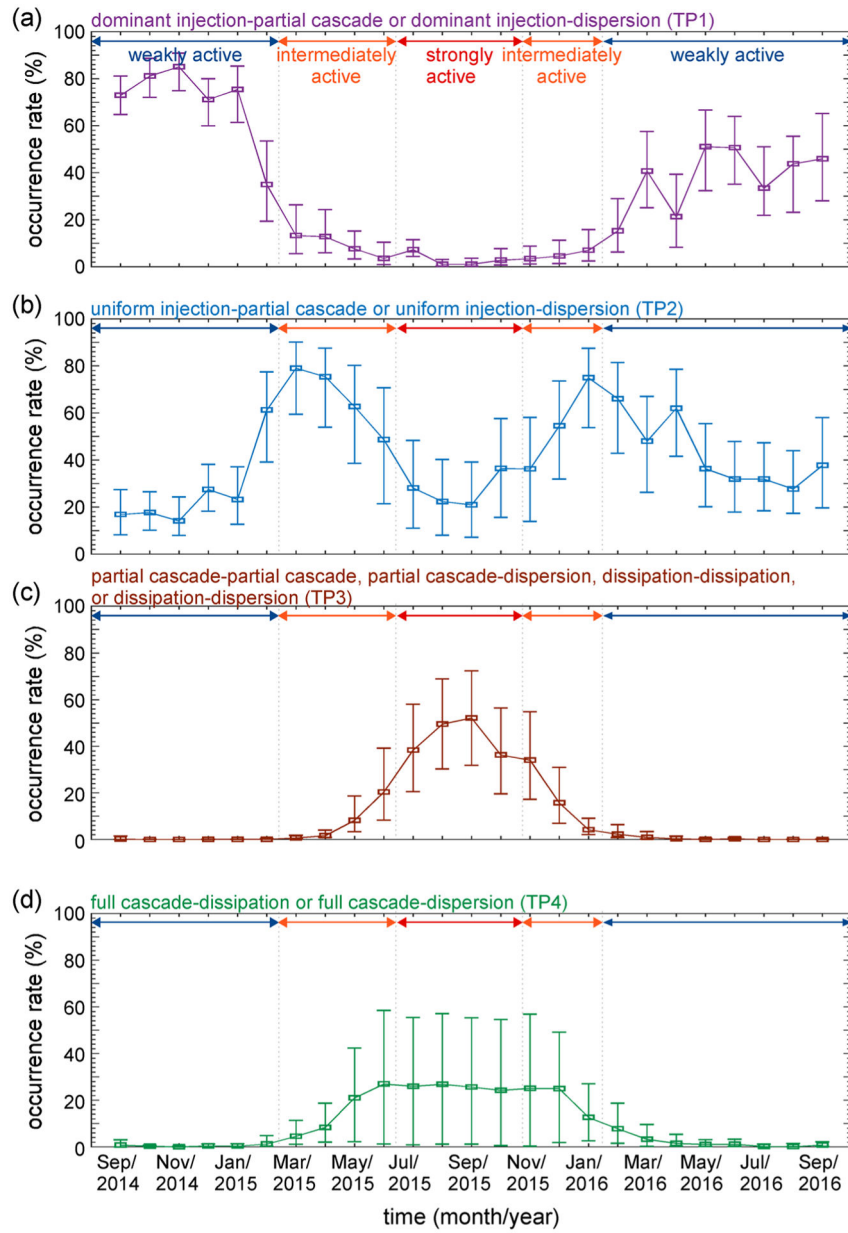 (a) dominant injection-partial cascade or dominant injection-dispersion (TP1)
100
weakly active
intermediately
active
strongly
active
intermediately
active
weakly active
80
60
40
20
0
occurrence rate (%)
(b) uniform injection-partial cascade or uniform injection-dispersion (TP2)
100
80
60
40
20
0
occurrence rate (%)
partial cascade-partial cascade, partial cascade-dispersion, dissipation-dissipation,
(c) or dissipation-dispersion (TP3)
100
80
60
40
20
0
occurrence rate (%)
(d) full cascade-dissipation or full cascade-dispersion (TP4)
100
80
60
40
20
0
occurrence rate (%)
Sep/ Nov/ Jan/ Mar/ May/ Jul/ Sep/ Nov/ Jan/ Mar/ May/ Jul/ Sep/
2014 2014 2015 2015 2015 2015 2015 2015 2016 2016 2016 2016 2016
time (month/year)